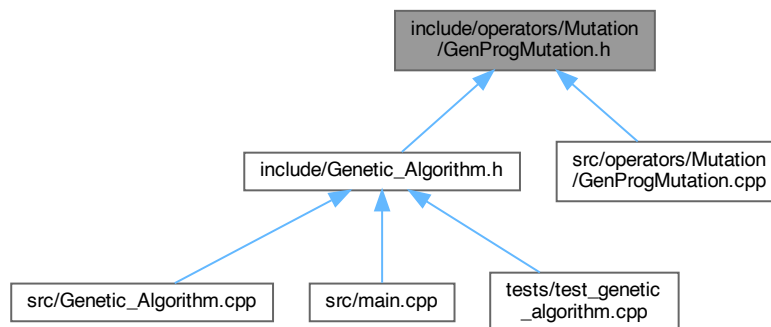 include/operators/Mutation
/GenProgMutation.h
include/Genetic_Algorithm.h
src/operators/Mutation
/GenProgMutation.cpp
src/Genetic_Algorithm.cpp
src/main.cpp
tests/test_genetic
_algorithm.cpp